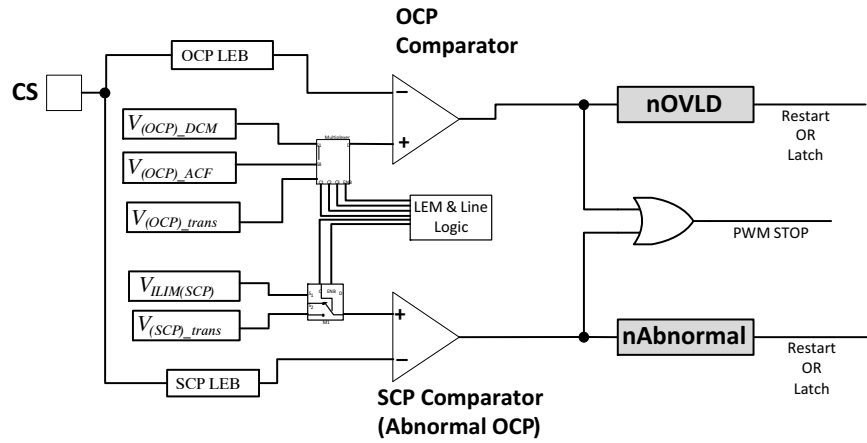 OCP
Comparator
OCP LEB
CS
V(OCP)_DCM
V(OCP)_ACF
V(OCP)_trans
Multiplexer
LEM & Line
Logic
nOVLD
Restart
OR
Latch
PWM STOP
VILIM(SCP)
V(SCP)_trans
nAbnormal
Restart
OR
Latch
SCP LEB
SCP Comparator
(Abnormal OCP)